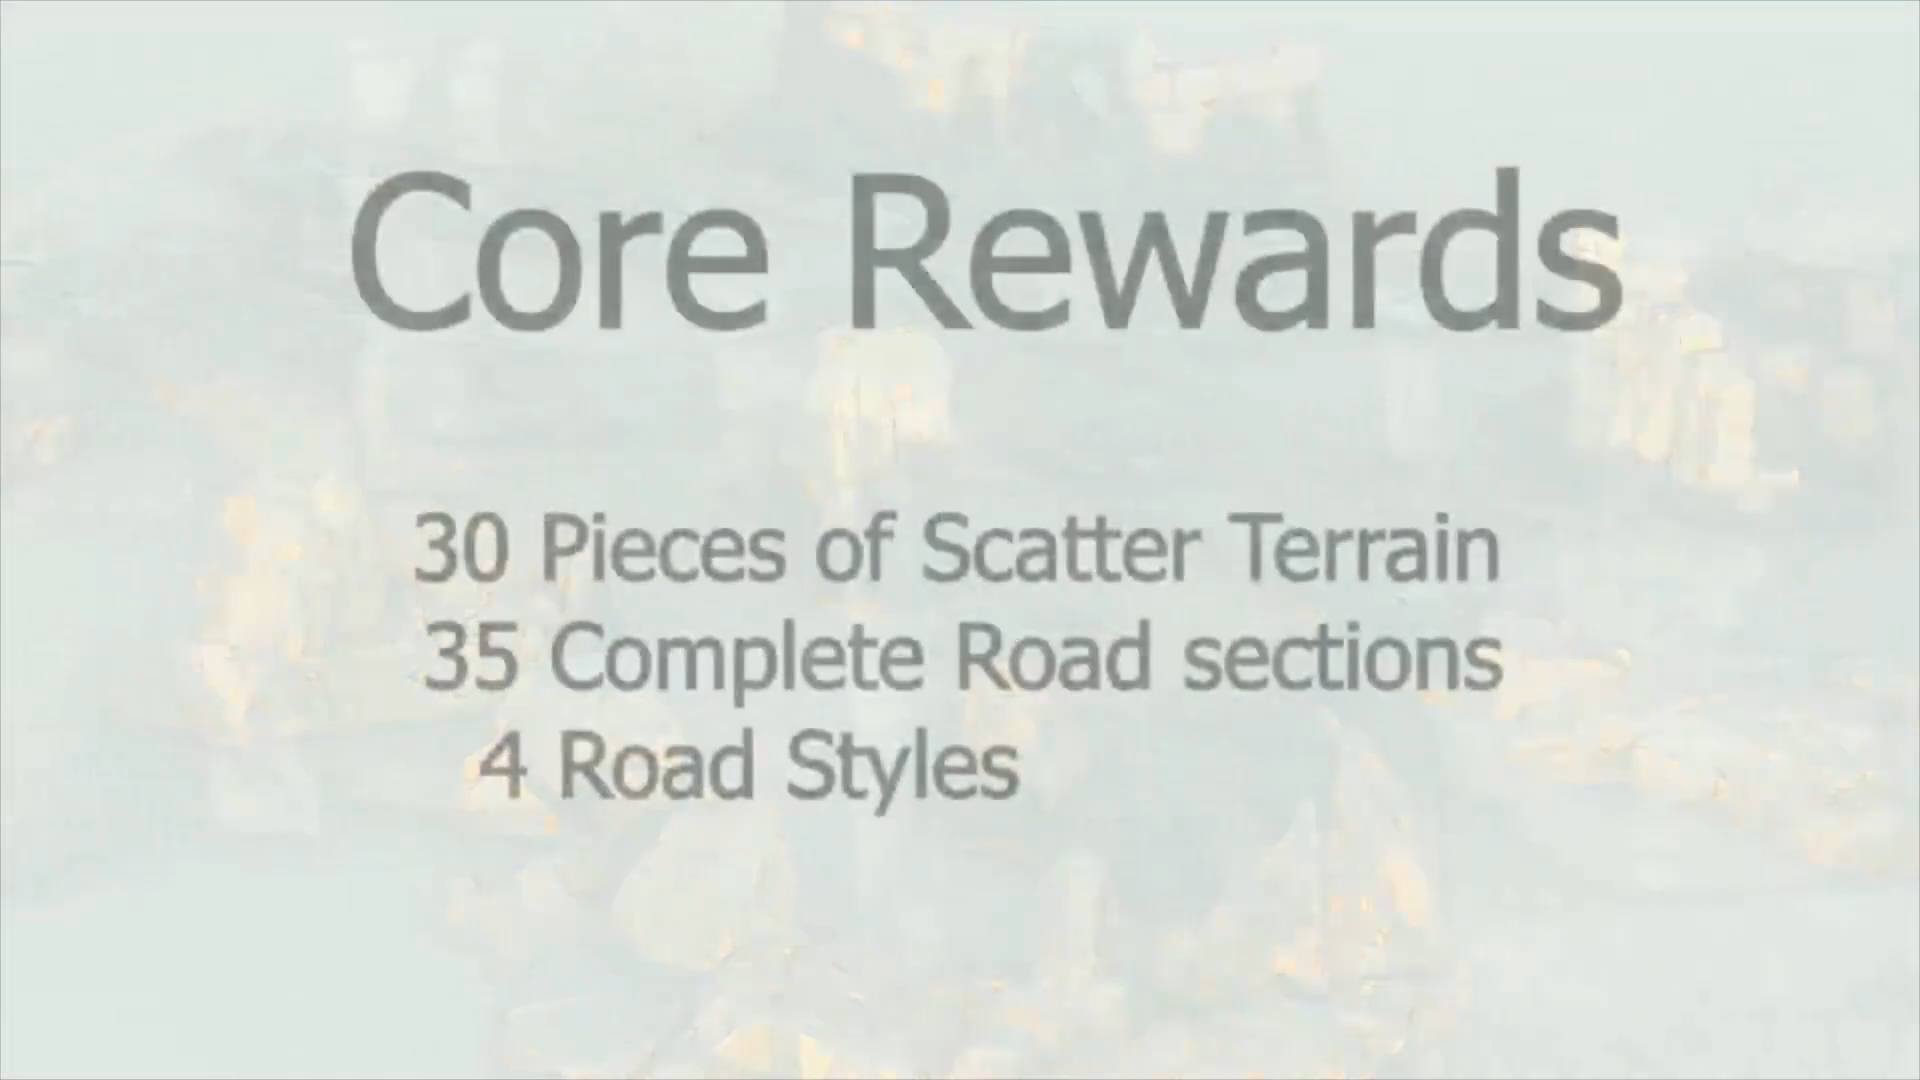 Core Rewards
30 Pieces of Scatter Terrain
35 Complete Road sections
4 Road Styles